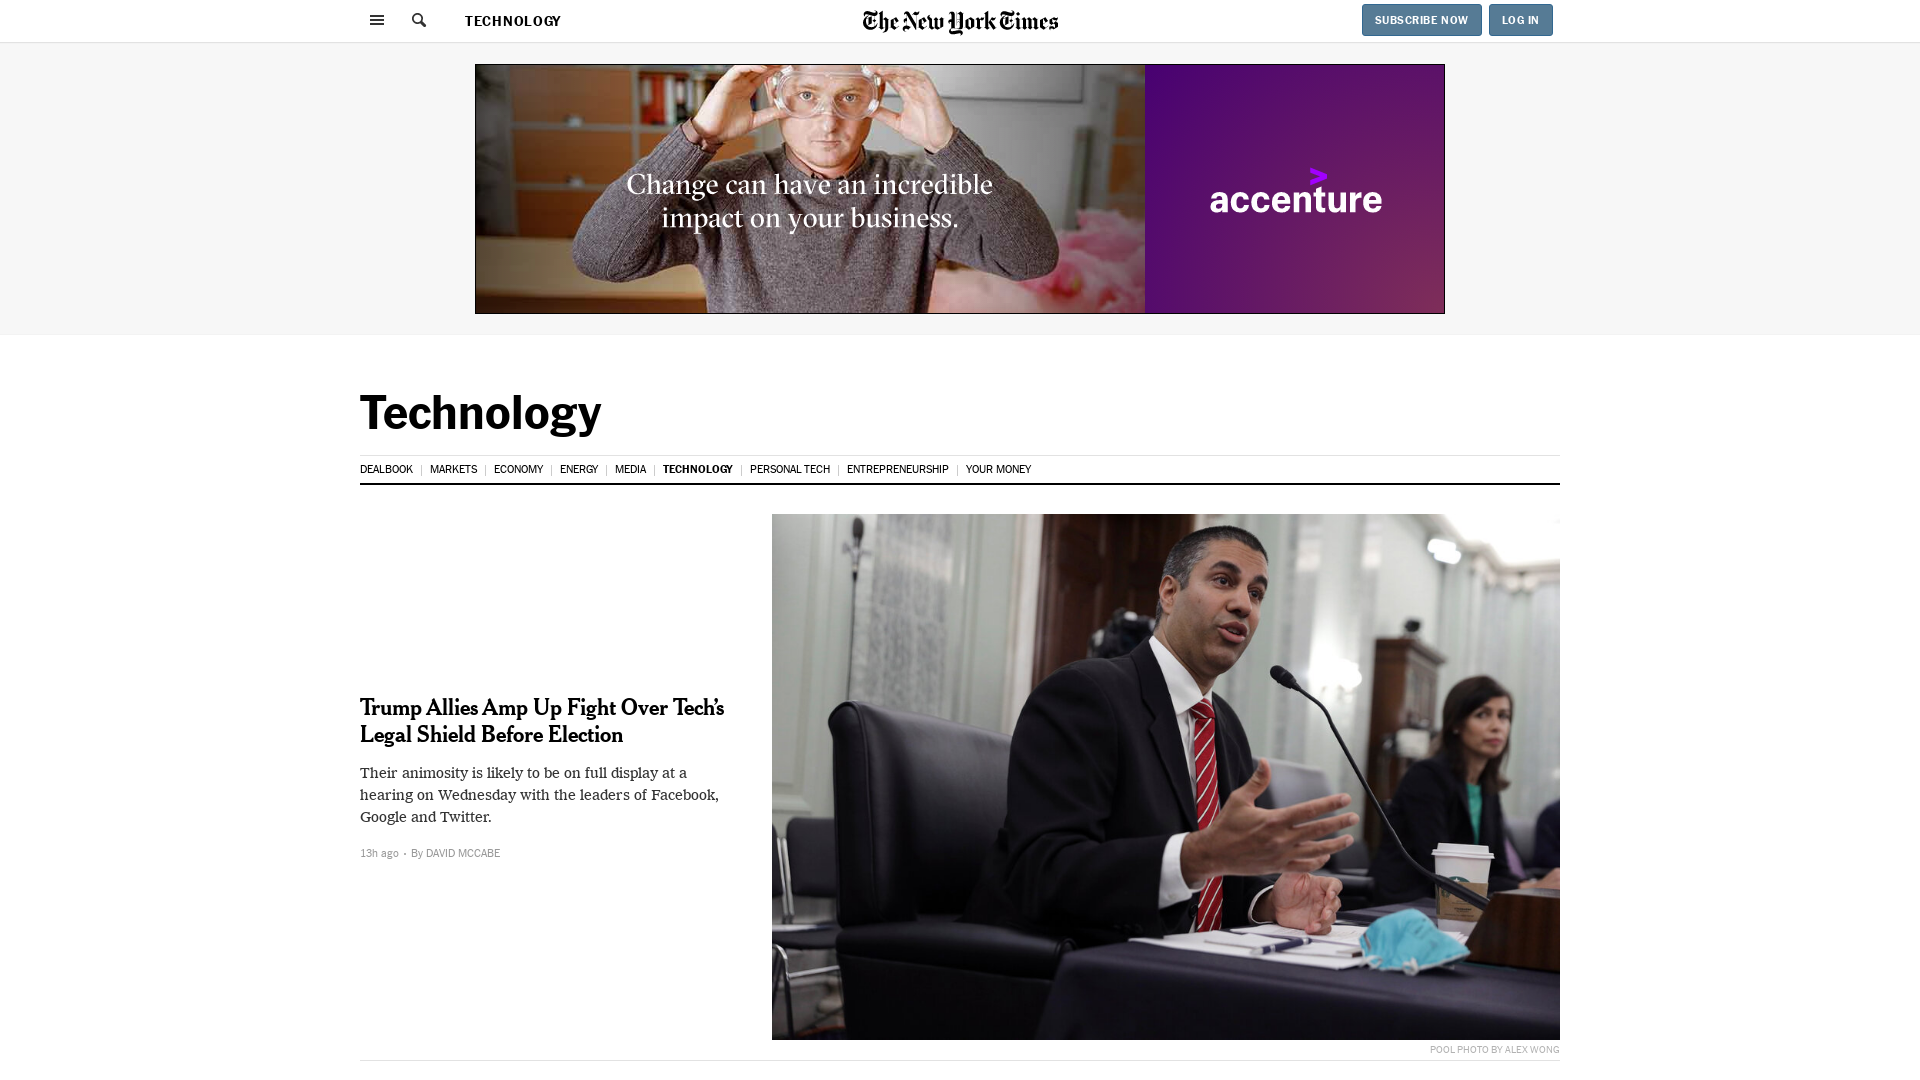 TECHNOLOGY
The New York Times
SUBSCRIBE NOW
LOG IN
Change can have an incredible
impact on your business.
>
accenture
Technology
DEALBOOK | MARKETS | ECONOMY | ENERGY | MEDIA | TECHNOLOGY | PERSONAL TECH | ENTREPRENEURSHIP | YOUR MONEY
Trump Allies Amp Up Fight Over Tech’s
Legal Shield Before Election
Their animosity is likely to be on full display at a
hearing on Wednesday with the leaders of Facebook,
Google and Twitter.
13h ago · By DAVID MCCABE
POOL PHOTO BY ALEX WONG